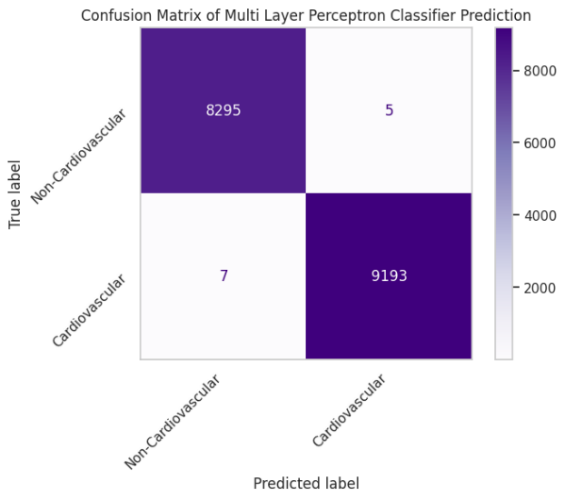 Confusion Matrix of Multi Layer Perceptron Classifier Prediction
True label
Non-Cardiovascular
8295
5
Cardiovascular
7
9193
Non-Cardiovascular
Cardiovascular
Predicted label
8000
6000
4000
2000